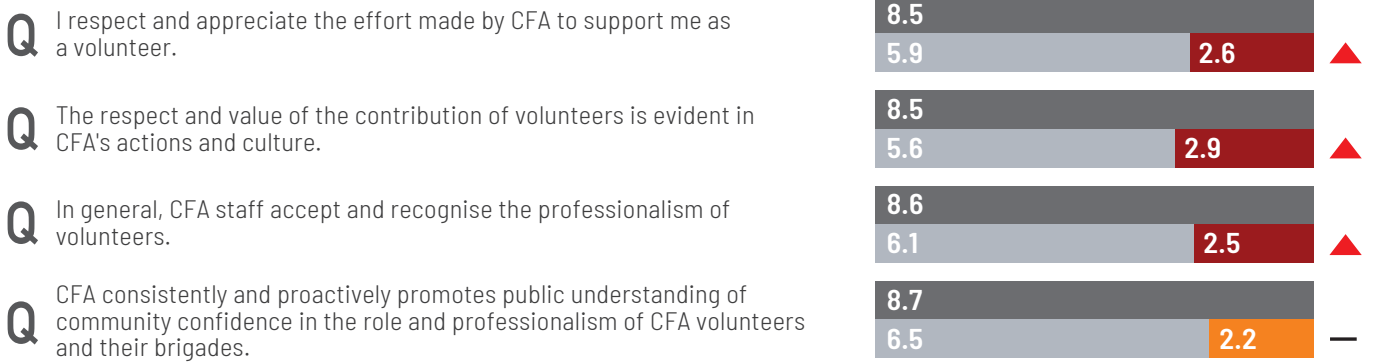 Q I respect and appreciate the effort made by CFA to support me as
a volunteer.
8.5
5.9 2.6
Q The respect and value of the contribution of volunteers is evident in
CFA's actions and culture.
8.5
5.6 2.9
Q In general, CFA staff accept and recognise the professionalism of
volunteers.
8.6
6.1 2.5
Q CFA consistently and proactively promotes public understanding of
community confidence in the role and professionalism of CFA volunteers
and their brigades.
8.7
6.5 2.2